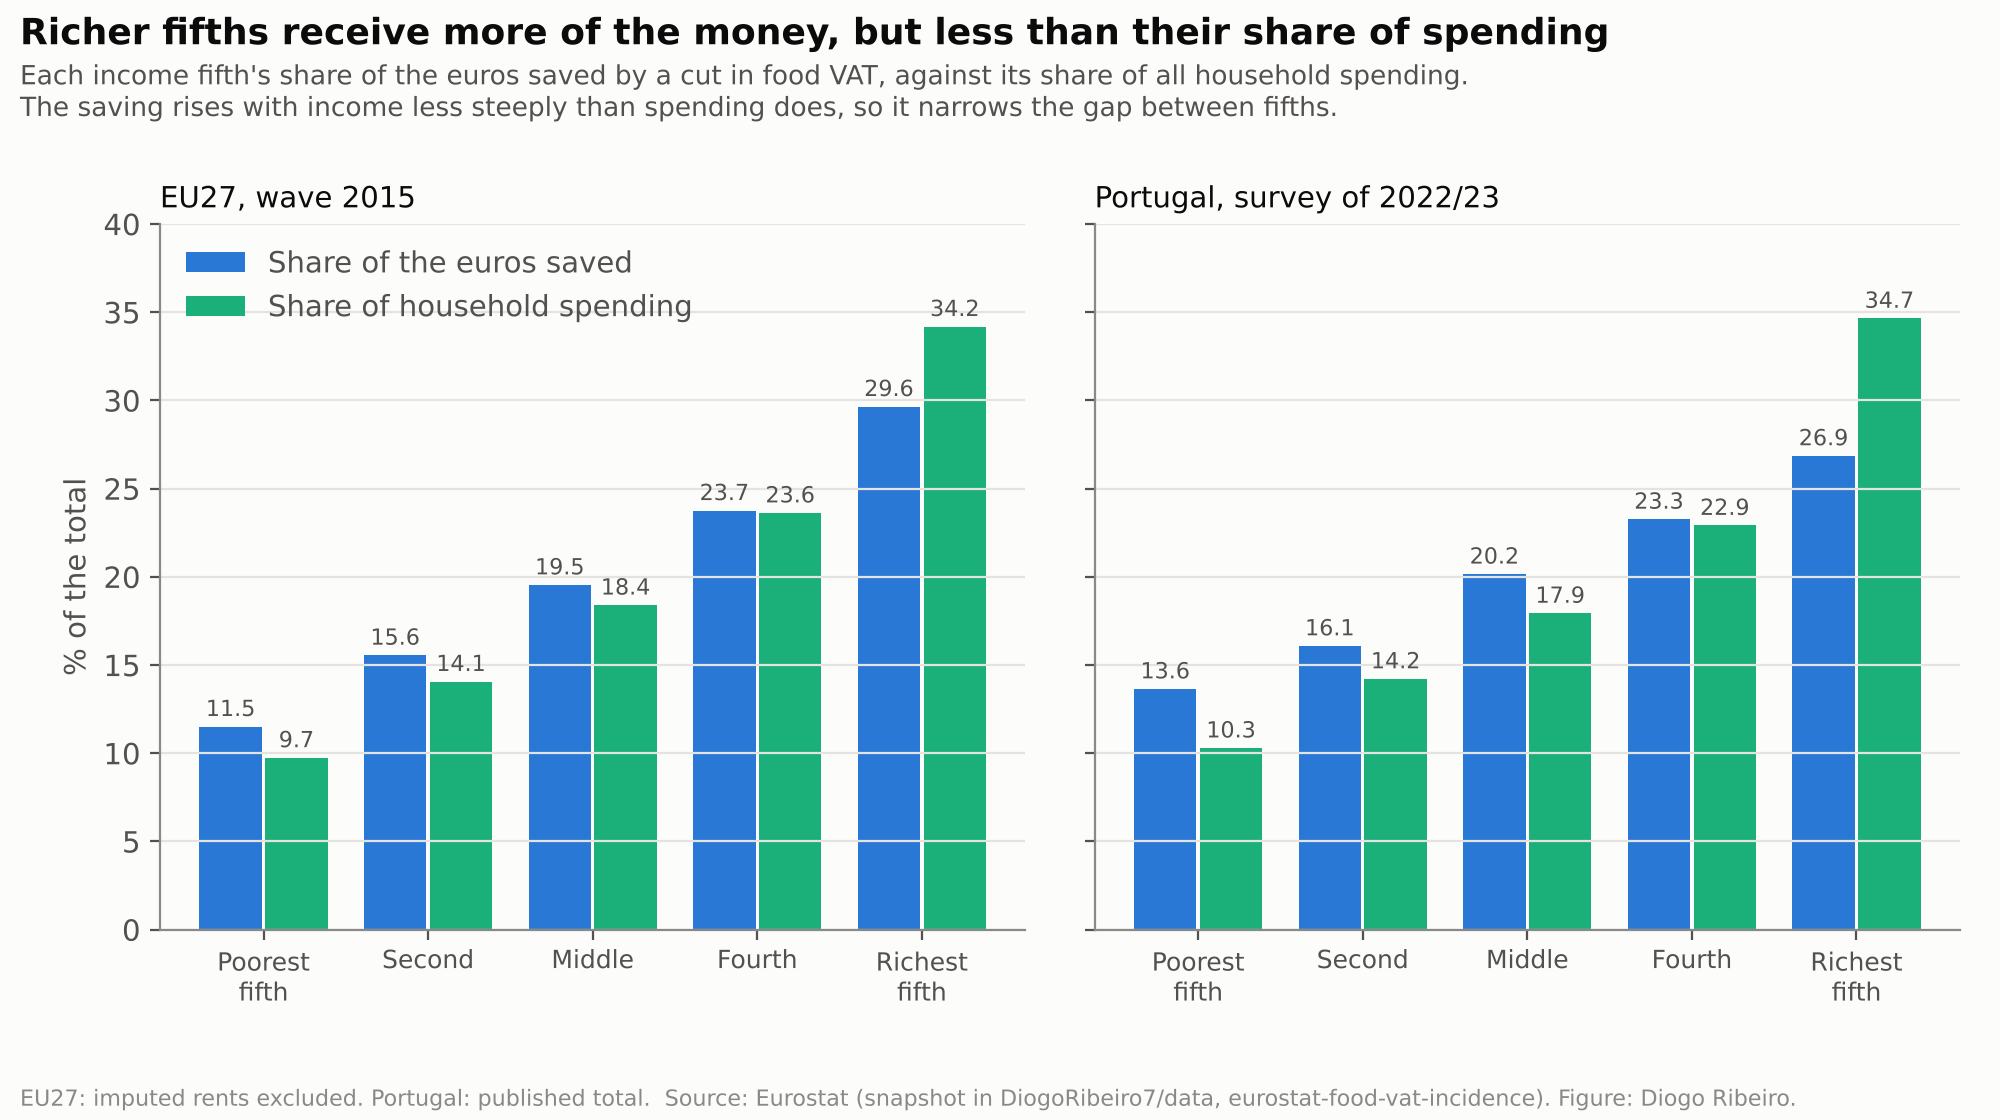 Richer fifths receive more of the money, but less than their share of spending
Each income fifth's share of the euros saved by a cut in food VAT, against its share of all household spending.
The saving rises with income less steeply than spending does, so it narrows the gap between fifths.
EU27, wave 2015
% of the total
40
35
30
25
20
15
10
5
0
Share of the euros saved
Share of household spending
11.5
9.7
15.6
14.1
19.5
18.4
23.7
23.6
29.6
34.2
Poorest
fifth
Second
Middle
Fourth
Richest
fifth
Portugal, survey of 2022/23
13.6
10.3
16.1
14.2
20.2
17.9
23.3
22.9
26.9
34.7
Poorest
fifth
Second
Middle
Fourth
Richest
fifth
EU27: imputed rents excluded. Portugal: published total.  Source: Eurostat (snapshot in DiogoRibeiro7/data, eurostat-food-vat-incidence). Figure: Diogo Ribeiro.